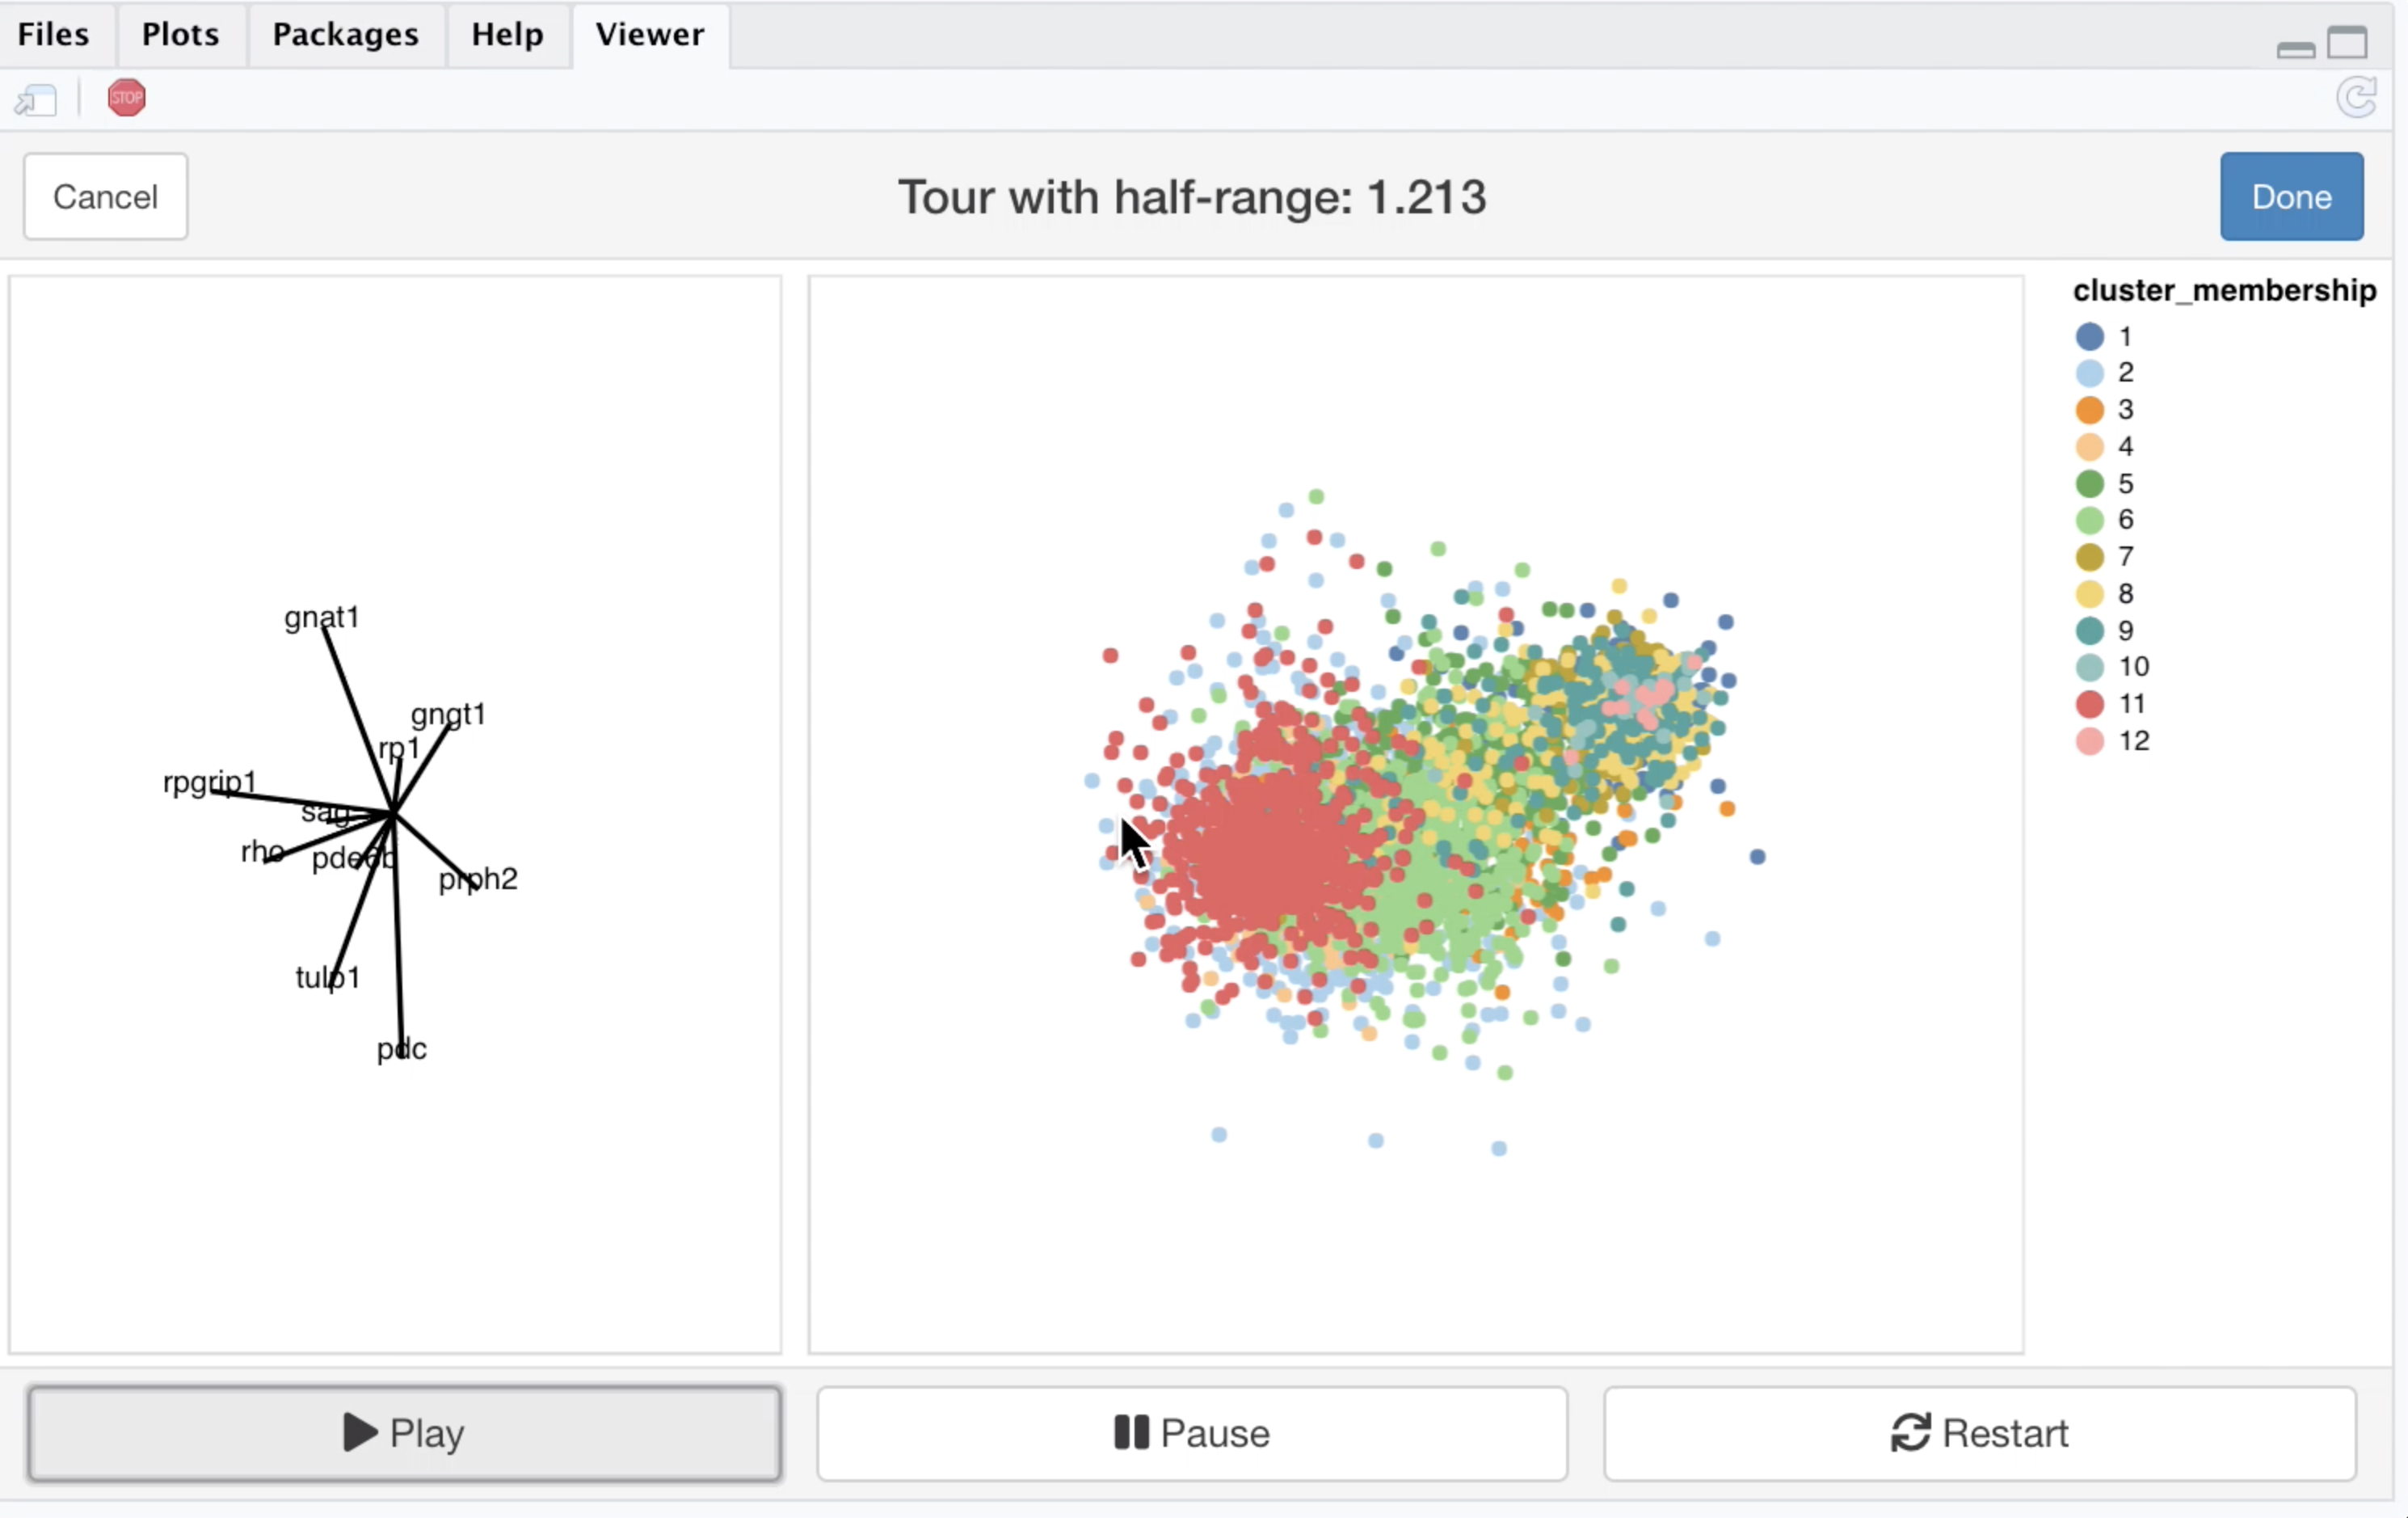 Files Plots Packages Help Viewer
STOP
Cancel Tour with half-range: 1.213 Done
gnat1
gngt1
rp1
rpgrip1
sag
rho
pde6b
prph2
tulp1
pdc
cluster_membership
1
2
3
4
5
6
7
8
9
10
11
12
Play Pause Restart